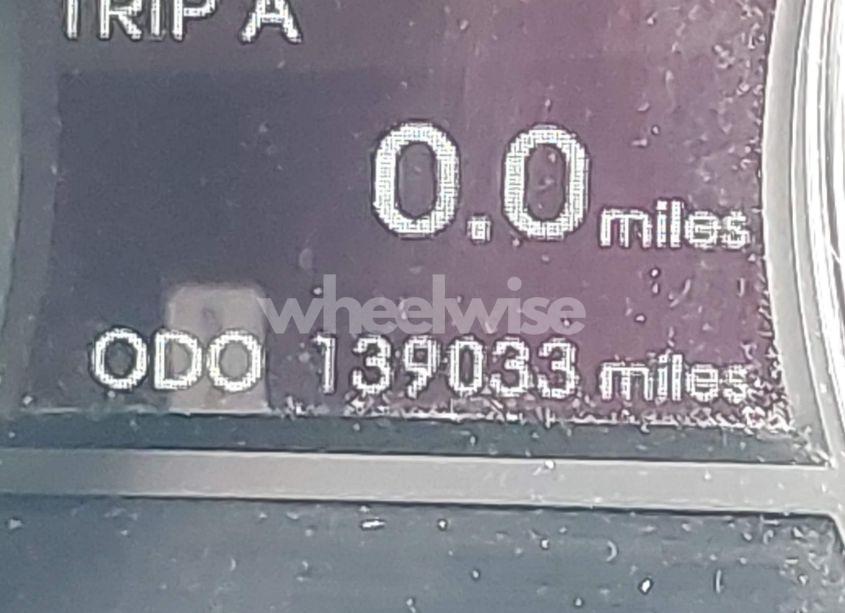 TRIP A
0.0 miles
wheelwise
ODO 139033 miles